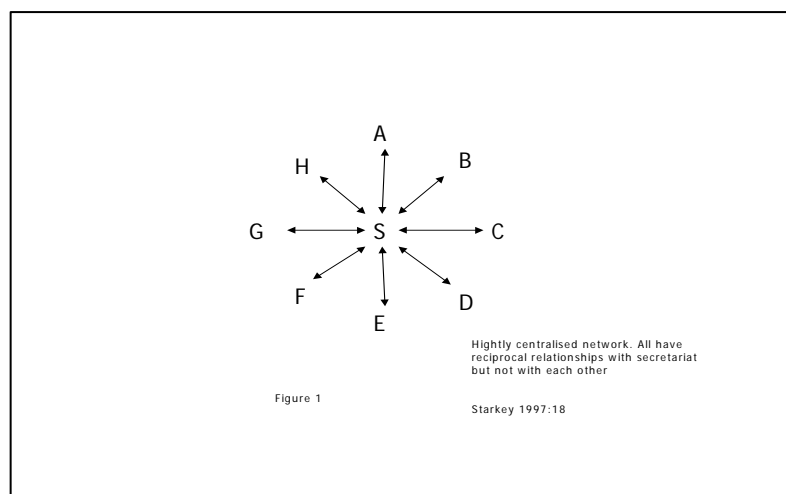 A
H
B
G
S
C
F
D
E
Hightly centralised network. All have
reciprocal relationships with secretariat
but not with each other
Figure 1
Starkey 1997:18